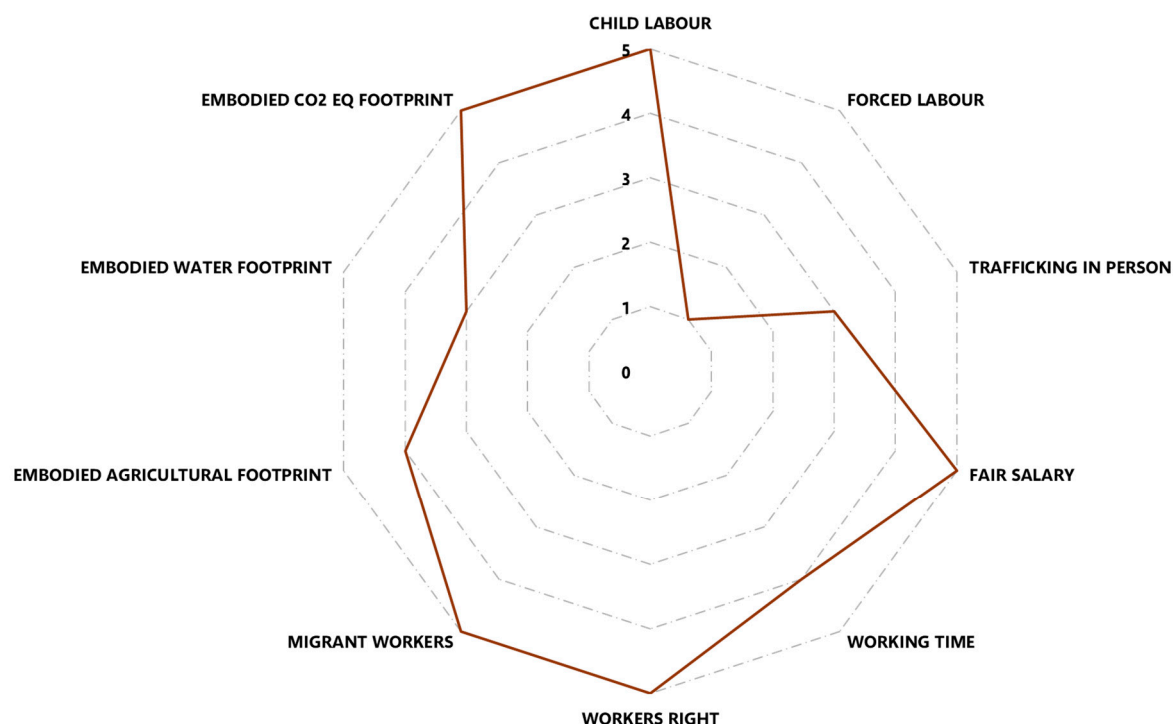 CHILD LABOUR
5
EMBODIED CO2 EQ FOOTPRINT
FORCED LABOUR
4
3
2
EMBODIED WATER FOOTPRINT
TRAFFICKING IN PERSON
1
0
EMBODIED AGRICULTURAL FOOTPRINT
FAIR SALARY
MIGRANT WORKERS
WORKING TIME
WORKERS RIGHT